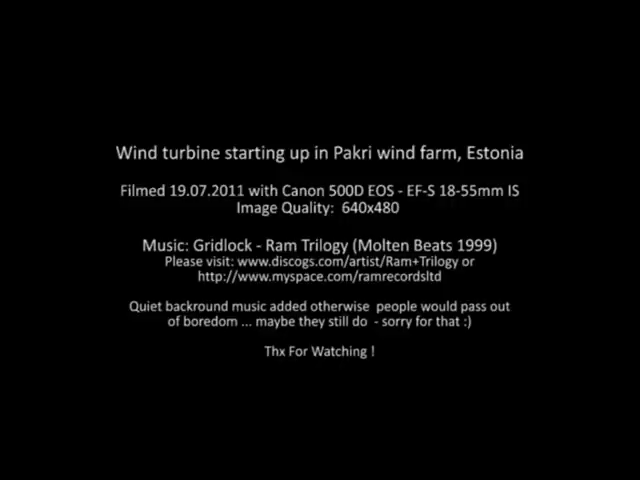 Wind turbine starting up in Pakri wind farm, Estonia
Filmed 19.07.2011 with Canon 500D EOS - EF-S 18-55mm IS
Image Quality:  640x480
Music: Gridlock - Ram Trilogy (Molten Beats 1999)
Please visit: www.discogs.com/artist/Ram+Trilogy or
http://www.myspace.com/ramrecordsltd
Quiet backround music added otherwise  people would pass out
of boredom ... maybe they still do  - sorry for that :)
Thx For Watching !